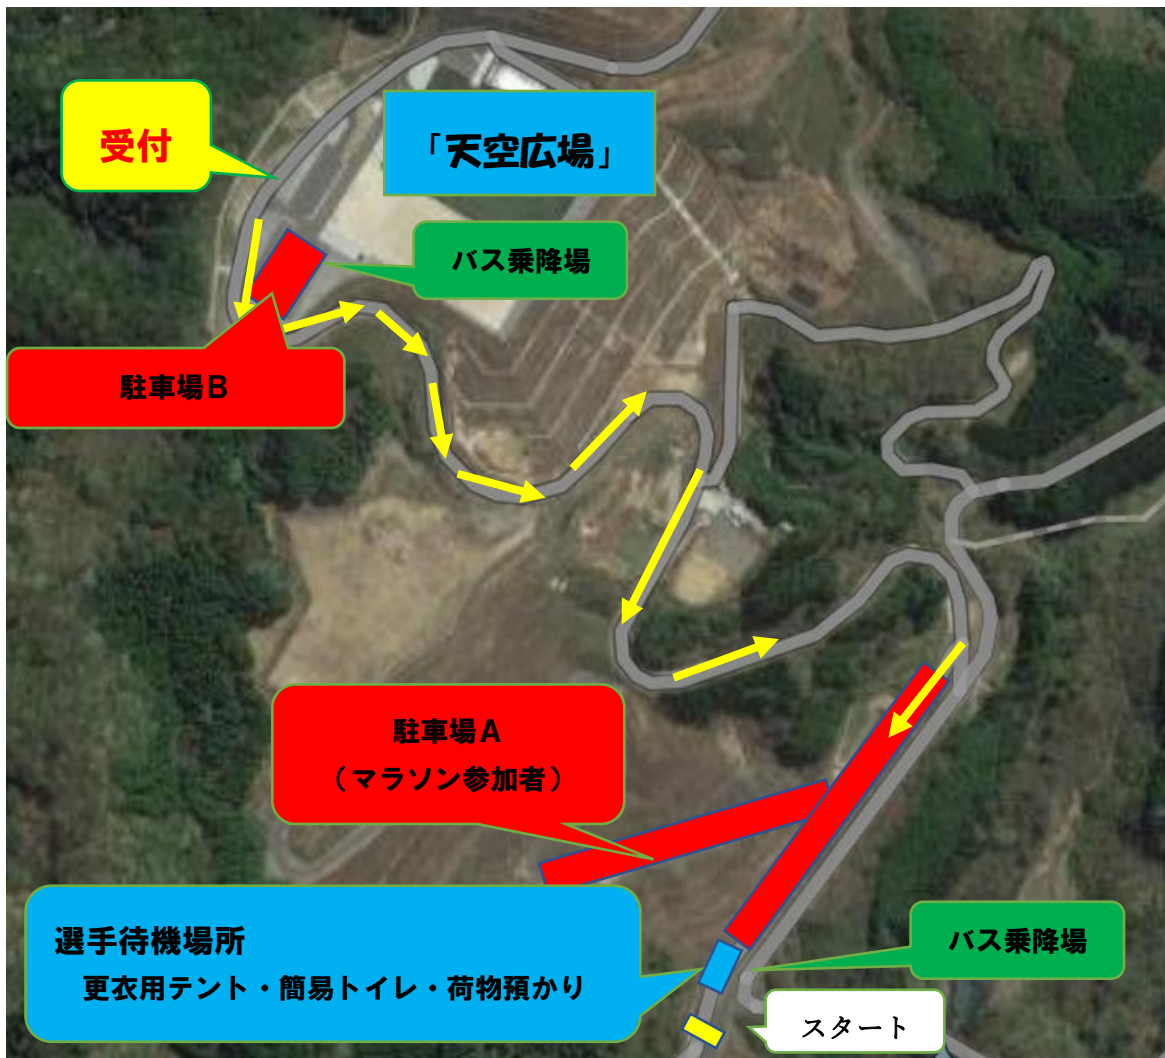 受付
「天空広場」
バス乗降場
駐車場B
駐車場A
（マラソン参加者）
選手待機場所
更衣用テント・簡易トイレ・荷物預かり
バス乗降場
スタート